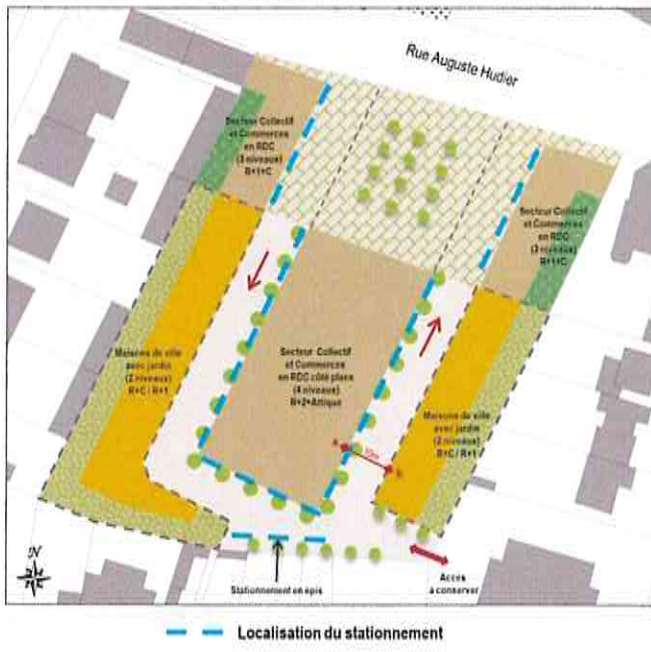 Rue Auguste Hudier
Secteur Collectif
et Commerces
en RDC
(3 niveaux)
R+1+C
Secteur Collectif
et Commerces
en RDC
(3 niveaux)
R+1+C
Secteur Collectif
et Commerces
en RDC côté place
(4 niveaux)
R+2+Attique
Maisons de ville
avec jardin
(2 niveaux)
R+C / R+1
Maisons de ville
avec jardin
(2 niveaux)
R+C / R+1
N
Stationnement en épis
Accès
à conserver
Localisation du stationnement